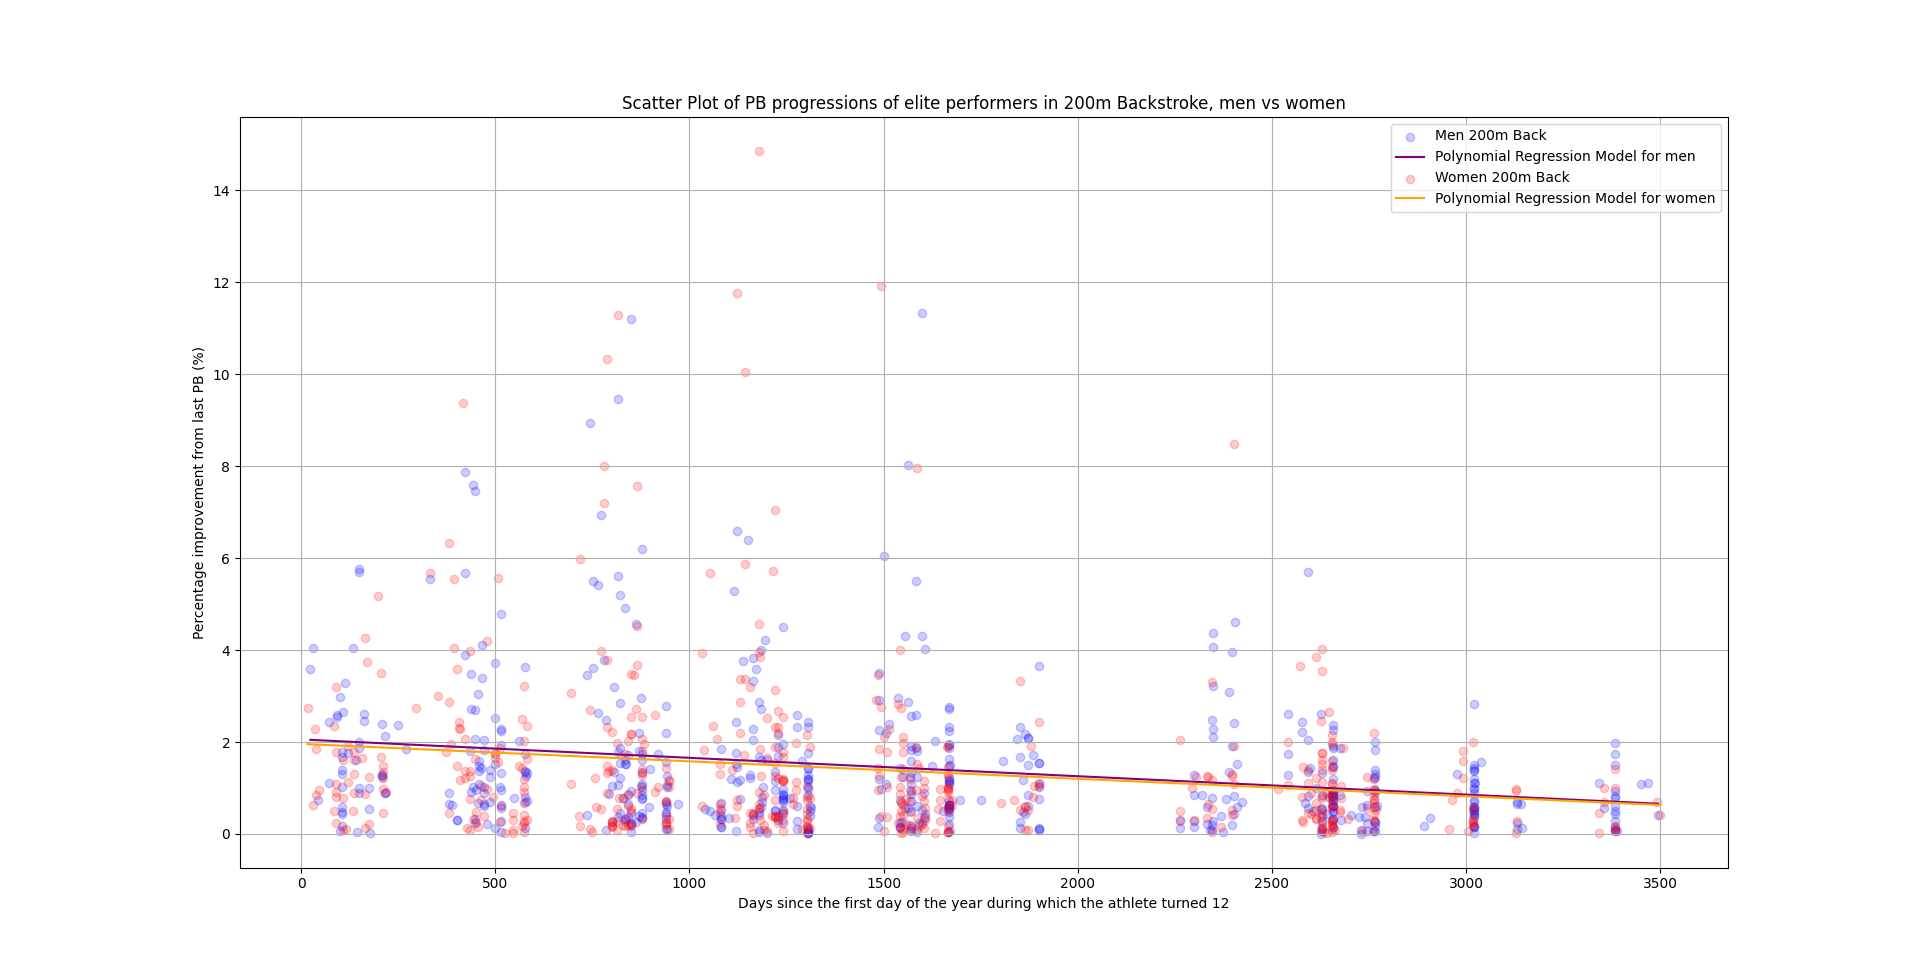 Scatter Plot of PB progressions of elite performers in 200m Backstroke, men vs women
Men 200m Back
Polynomial Regression Model for men
Women 200m Back
Polynomial Regression Model for women
Percentage improvement from last PB (%)
14
12
10
8
6
4
2
0
0 500 1000 1500 2000 2500 3000 3500
Days since the first day of the year during which the athlete turned 12